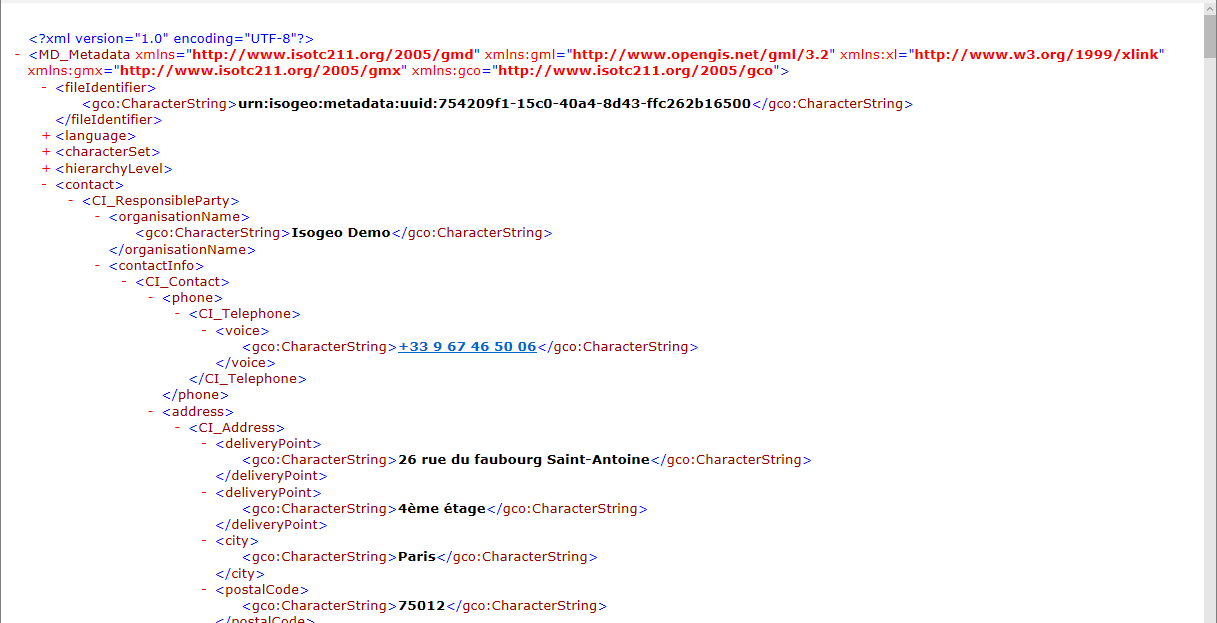 <?xml version="1.0" encoding="UTF-8"?>
- <MD_Metadata xmlns="http://www.isotc211.org/2005/gmd" xmlns:gml="http://www.opengis.net/gml/3.2" xmlns:xl="http://www.w3.org/1999/xlink"
xmlns:gmx="http://www.isotc211.org/2005/gmx" xmlns:gco="http://www.isotc211.org/2005/gco">
- <fileIdentifier>
<gco:CharacterString>urn:isogeo:metadata:uuid:754209f1-15c0-40a4-8d43-ffc262b16500</gco:CharacterString>
</fileIdentifier>
+ <language>
+ <characterSet>
+ <hierarchyLevel>
- <contact>
- <CI_ResponsibleParty>
- <organisationName>
<gco:CharacterString>Isogeo Demo</gco:CharacterString>
</organisationName>
- <contactInfo>
- <CI_Contact>
- <phone>
- <CI_Telephone>
- <voice>
<gco:CharacterString>+33 9 67 46 50 06</gco:CharacterString>
</voice>
</CI_Telephone>
</phone>
- <address>
- <CI_Address>
- <deliveryPoint>
<gco:CharacterString>26 rue du faubourg Saint-Antoine</gco:CharacterString>
</deliveryPoint>
- <deliveryPoint>
<gco:CharacterString>4ème étage</gco:CharacterString>
</deliveryPoint>
- <city>
<gco:CharacterString>Paris</gco:CharacterString>
</city>
- <postalCode>
<gco:CharacterString>75012</gco:CharacterString>
</postalCode>